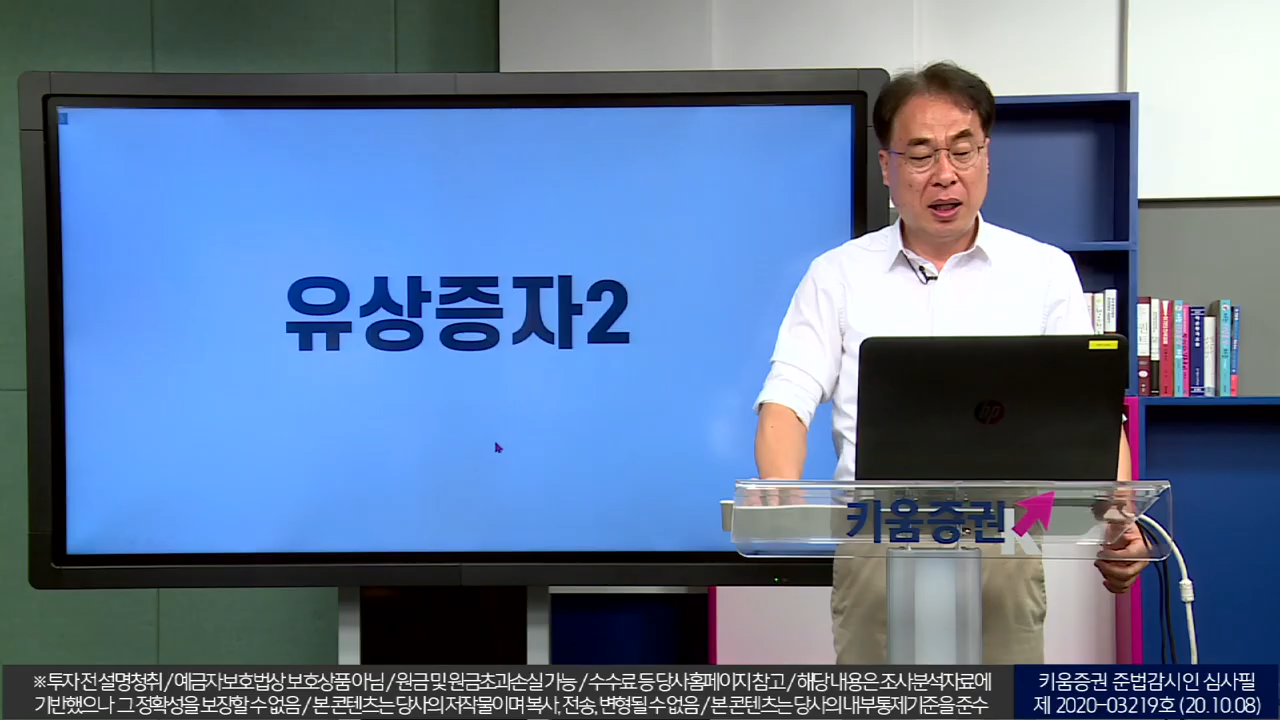 유상증자2
키움증권
hp
※투자 전 설명청취 / 예금자보호법상 보호상품 아님 / 원금 및 원금초과손실 가능 / 수수료 등 당사홈페이지 참고 / 해당 내용은 조사분석자료에
기반했으나 그 정확성을 보장할 수 없음 / 본 콘텐츠는 당사의 저작물이며 복사, 전송, 변형될 수 없음 / 본 콘텐츠는 당사의 내부통제기준을 준수
키움증권 준법감시인 심사필
제 2020-03219호 (20.10.08)